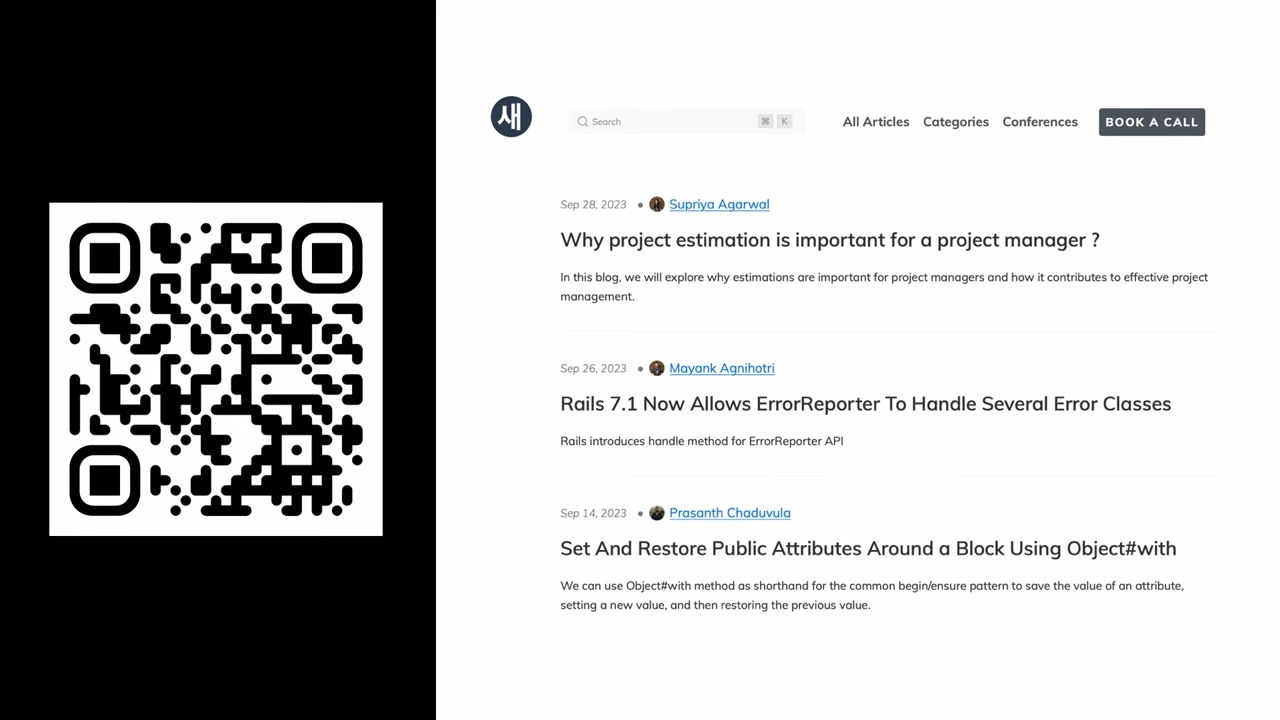 새
Search
⌘ K
All Articles
Categories
Conferences
BOOK A CALL
Sep 28, 2023 • Supriya Agarwal
Why project estimation is important for a project manager ?
In this blog, we will explore why estimations are important for project managers and how it contributes to effective project
management.
Sep 26, 2023 • Mayank Agnihotri
Rails 7.1 Now Allows ErrorReporter To Handle Several Error Classes
Rails introduces handle method for ErrorReporter API
Sep 14, 2023 • Prasanth Chaduvula
Set And Restore Public Attributes Around a Block Using Object#with
We can use Object#with method as shorthand for the common begin/ensure pattern to save the value of an attribute,
setting a new value, and then restoring the previous value.